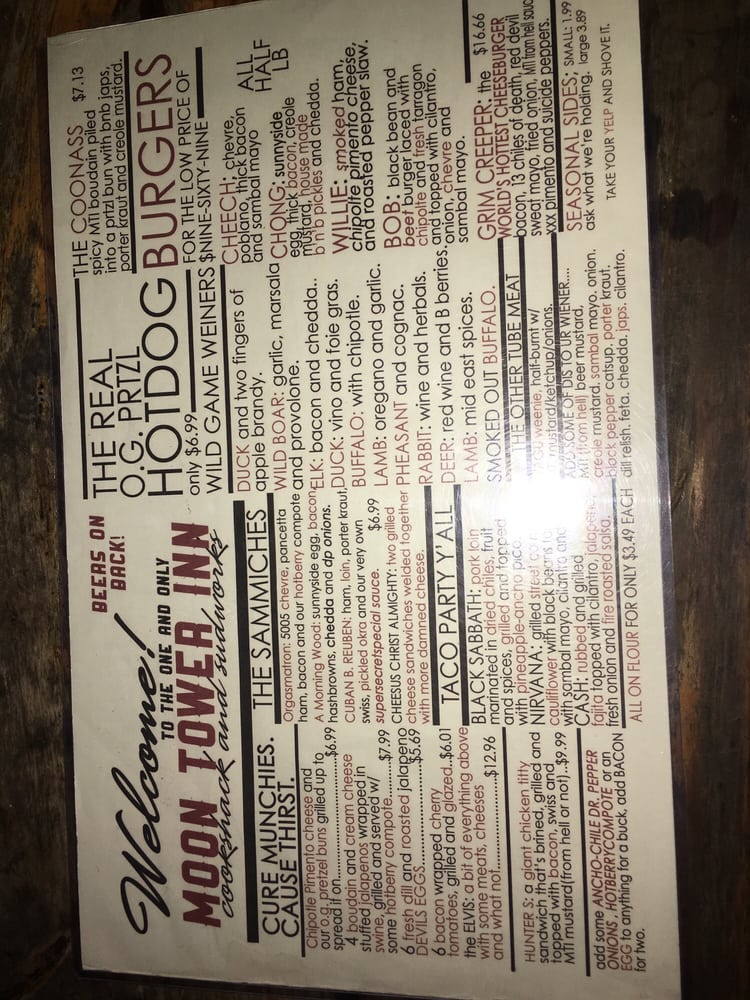 Welcome!
TO THE ONE AND ONLY
MOON TOWER INN
cookshack and sudworks
BEERS ON
BACK!
CURE MUNCHIES.
CAUSE THIRST.
Chipotle Pimento cheese and
our o.g. pretzel buns grilled up to
spread it on....$6.99
4 boudain and cream cheese
stuffed jalapenos wrapped in
swine, grilled and served w/
some hotberry compote....$7.99
6 fresh dill and roasted jalapeno
DEVILS EGGS....$5.69
6 bacon wrapped cherry
tomatoes, grilled and glazed..$6.01
the ELVIS: a bit of everything above
with some meats, cheeses
and what not....$12.96
HUNTER S: a giant chicken titty
sandwich that's brined, grilled and
topped with bacon, swiss and
MTI mustard(from hell or not)..$9.99
add some ANCHO-CHILE DR. PEPPER
ONIONS, HOTBERRYCOMPOTE or an
EGG to anything for a buck, add BACON
for two.
THE SAMMICHES
Orgasmatron: 5005 chevre, pancetta
ham, bacon and our hotberry compote
A Morning Wood: sunnyside egg, bacon
hashbrowns, chedda and dp onions.
CUBAN B. REUBEN: ham, loin, porter kraut,
swiss, pickled okra and our very own
supersecretspecial sauce. $6.99
CHEESUS CHRIST ALMIGHTY: two grilled
cheese sandwiches welded together
with more damned cheese.
TACO PARTY Y'ALL
BLACK SABBATH: pork loin
marinated in dried chiles, fruit
and spices, grilled and topped
with pineapple-ancho pico.
NIRVANA: grilled street corn
cauliflower with black beans to
with sambal mayo, cilantro and
CASH: rubbed and grilled
fajita topped with cilantro, jalapeno,
fresh onion and fire roasted salsa.
ALL ON FLOUR FOR ONLY $3.49 EACH
THE REAL
O.G. PRTZL
HOTDOG
only $6.99
WILD GAME WEINERS
DUCK and two fingers of
apple brandy.
WILD BOAR: garlic, marsala
and provolone.
ELK: bacon and chedda..
DUCK: vino and foie gras.
BUFFALO: with chipotle.
LAMB: oregano and garlic.
PHEASANT and cognac.
RABBIT: wine and herbals.
DEER: red wine and B berries.
LAMB: mid east spices.
SMOKED OUT BUFFALO.
THE OTHER TUBE MEAT
weenie, half-burnt w/
mustard/ketchup/onions.
ADD SOME OF DIS TO UR WIENER....
MTI (from hell) beer mustard,
creole mustard, sambal mayo, onion.
black pepper catsup, porter kraut,
dill relish, feta, chedda, japs, cilantro.
THE COONASS $7.13
spicy MTI boudain piled
into a prtzl bun with bnb japs,
porter kraut and creole mustard.
BURGERS
FOR THE LOW PRICE OF
$NINE-SIXTY-NINE
ALL
HALF
LB
CHEECH: chevre,
poblano, thick bacon
and sambal mayo
CHONG: sunnyside
egg, thick bacon, creole
mustard, house made
b'n'b pickles and chedda.
WILLIE: smoked ham,
chipotle pimento cheese,
and roasted pepper slaw.
BOB: black bean and
beef burger laced with
chipotle and fresh tarragon
and topped with cilantro,
onion, chevre and
sambal mayo.
GRIM CREEPER: the $16.66
WORLD'S HOTTEST CHEESEBURGER
bacon, 13 chiles of death, red devil
sweat mayo, fried onion, MTI from hell sauc
xxx pimento and suicide peppers.
SEASONAL SIDES; SMALL: 1.99
ask what we're holding. large 3.89
TAKE YOUR YELP AND SHOVE IT.